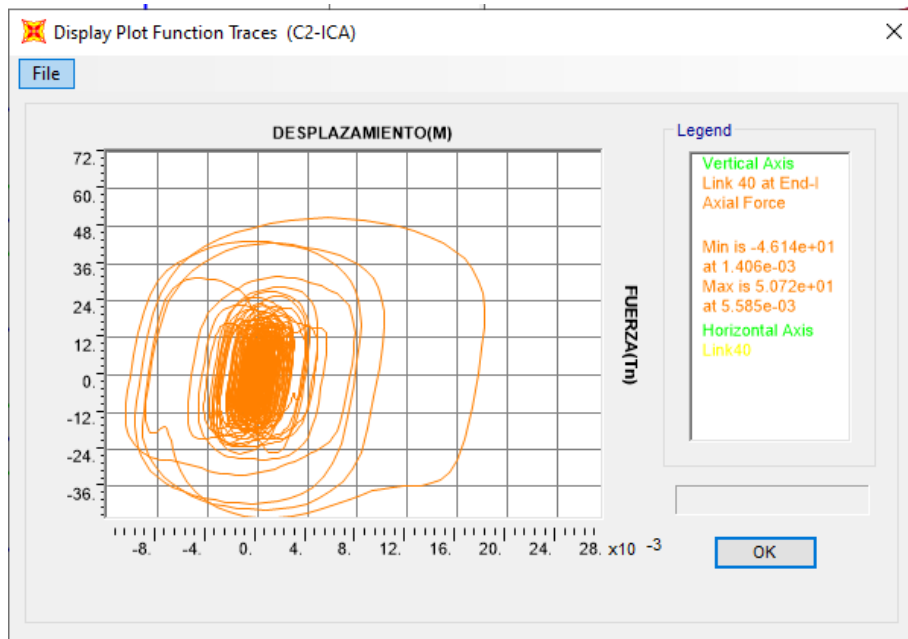 Display Plot Function Traces (C2-ICA)
File
DESPLAZAMIENTO(M)
72.
60.
48.
36.
24.
12.
0.
-12.
-24.
-36.
-8. -4. 0. 4. 8. 12. 16. 20. 24. 28. x10 -3
FUERZA(Tn)
Legend
Vertical Axis
Link 40 at End-I
Axial Force
Min is -4.614e+01
at 1.406e-03
Max is 5.072e+01
at 5.585e-03
Horizontal Axis
Link40
OK